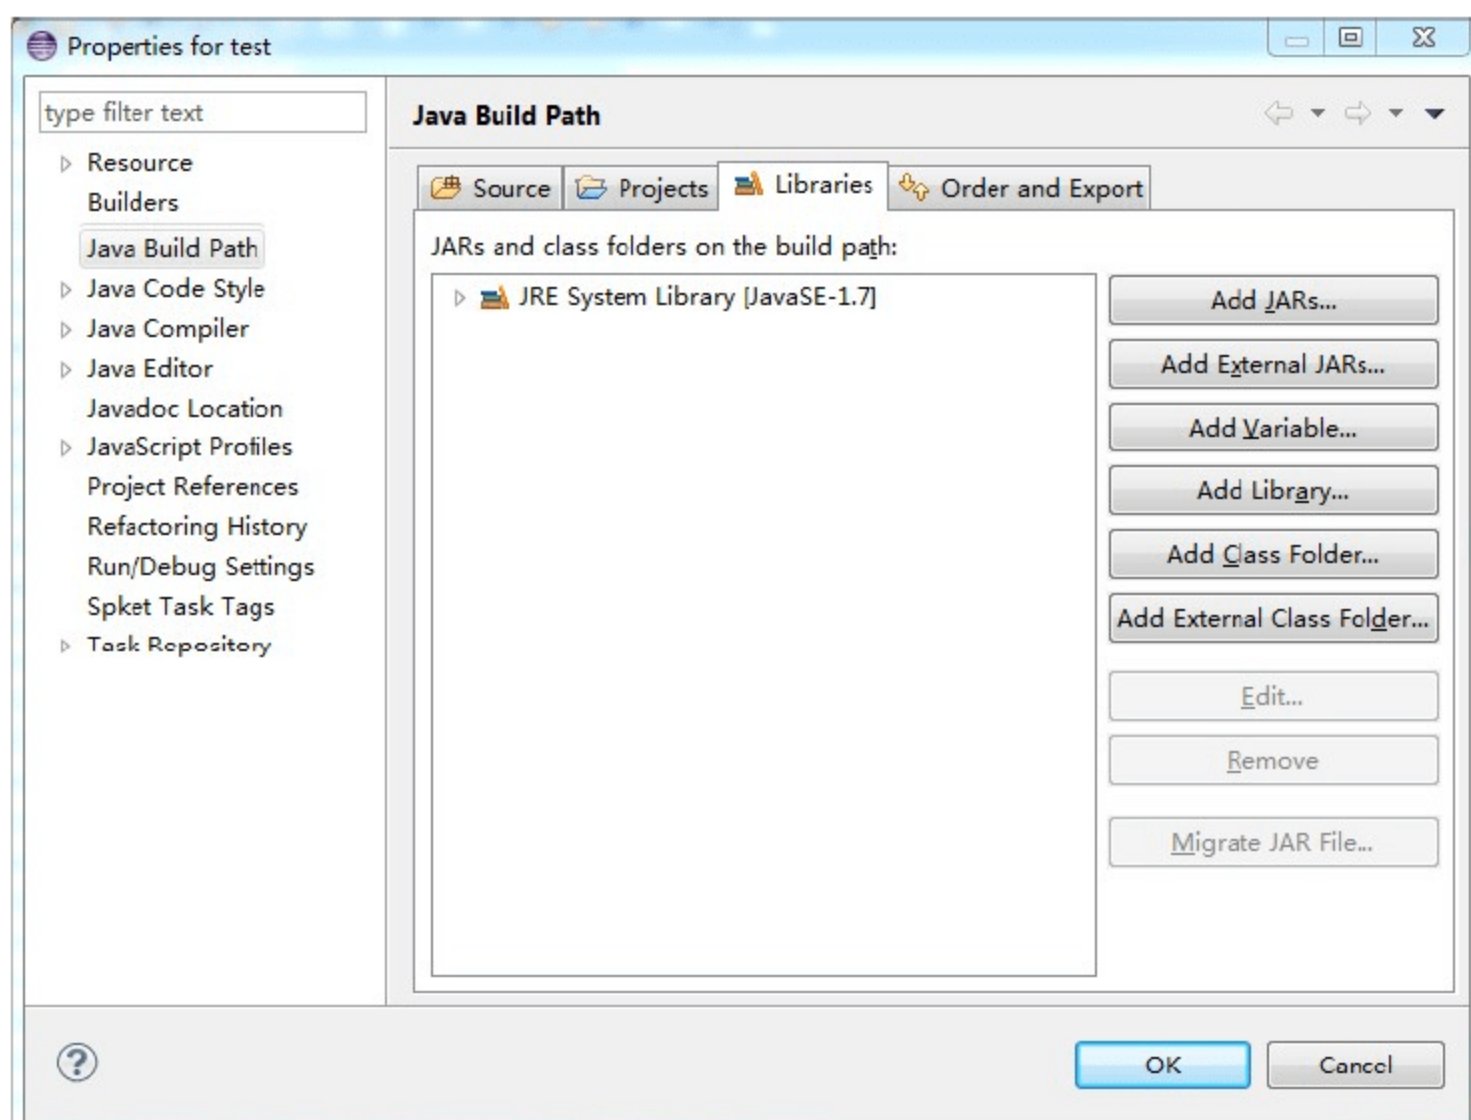 Properties for test
type filter text
Resource
Builders
Java Build Path
Java Code Style
Java Compiler
Java Editor
Javadoc Location
JavaScript Profiles
Project References
Refactoring History
Run/Debug Settings
Spket Task Tags
Task Repository
Java Build Path
Source Projects Libraries Order and Export
JARs and class folders on the build path:
JRE System Library [JavaSE-1.7]
Add JARs...
Add External JARs...
Add Variable...
Add Library...
Add Class Folder...
Add External Class Folder...
Edit...
Remove
Migrate JAR File...
OK Cancel